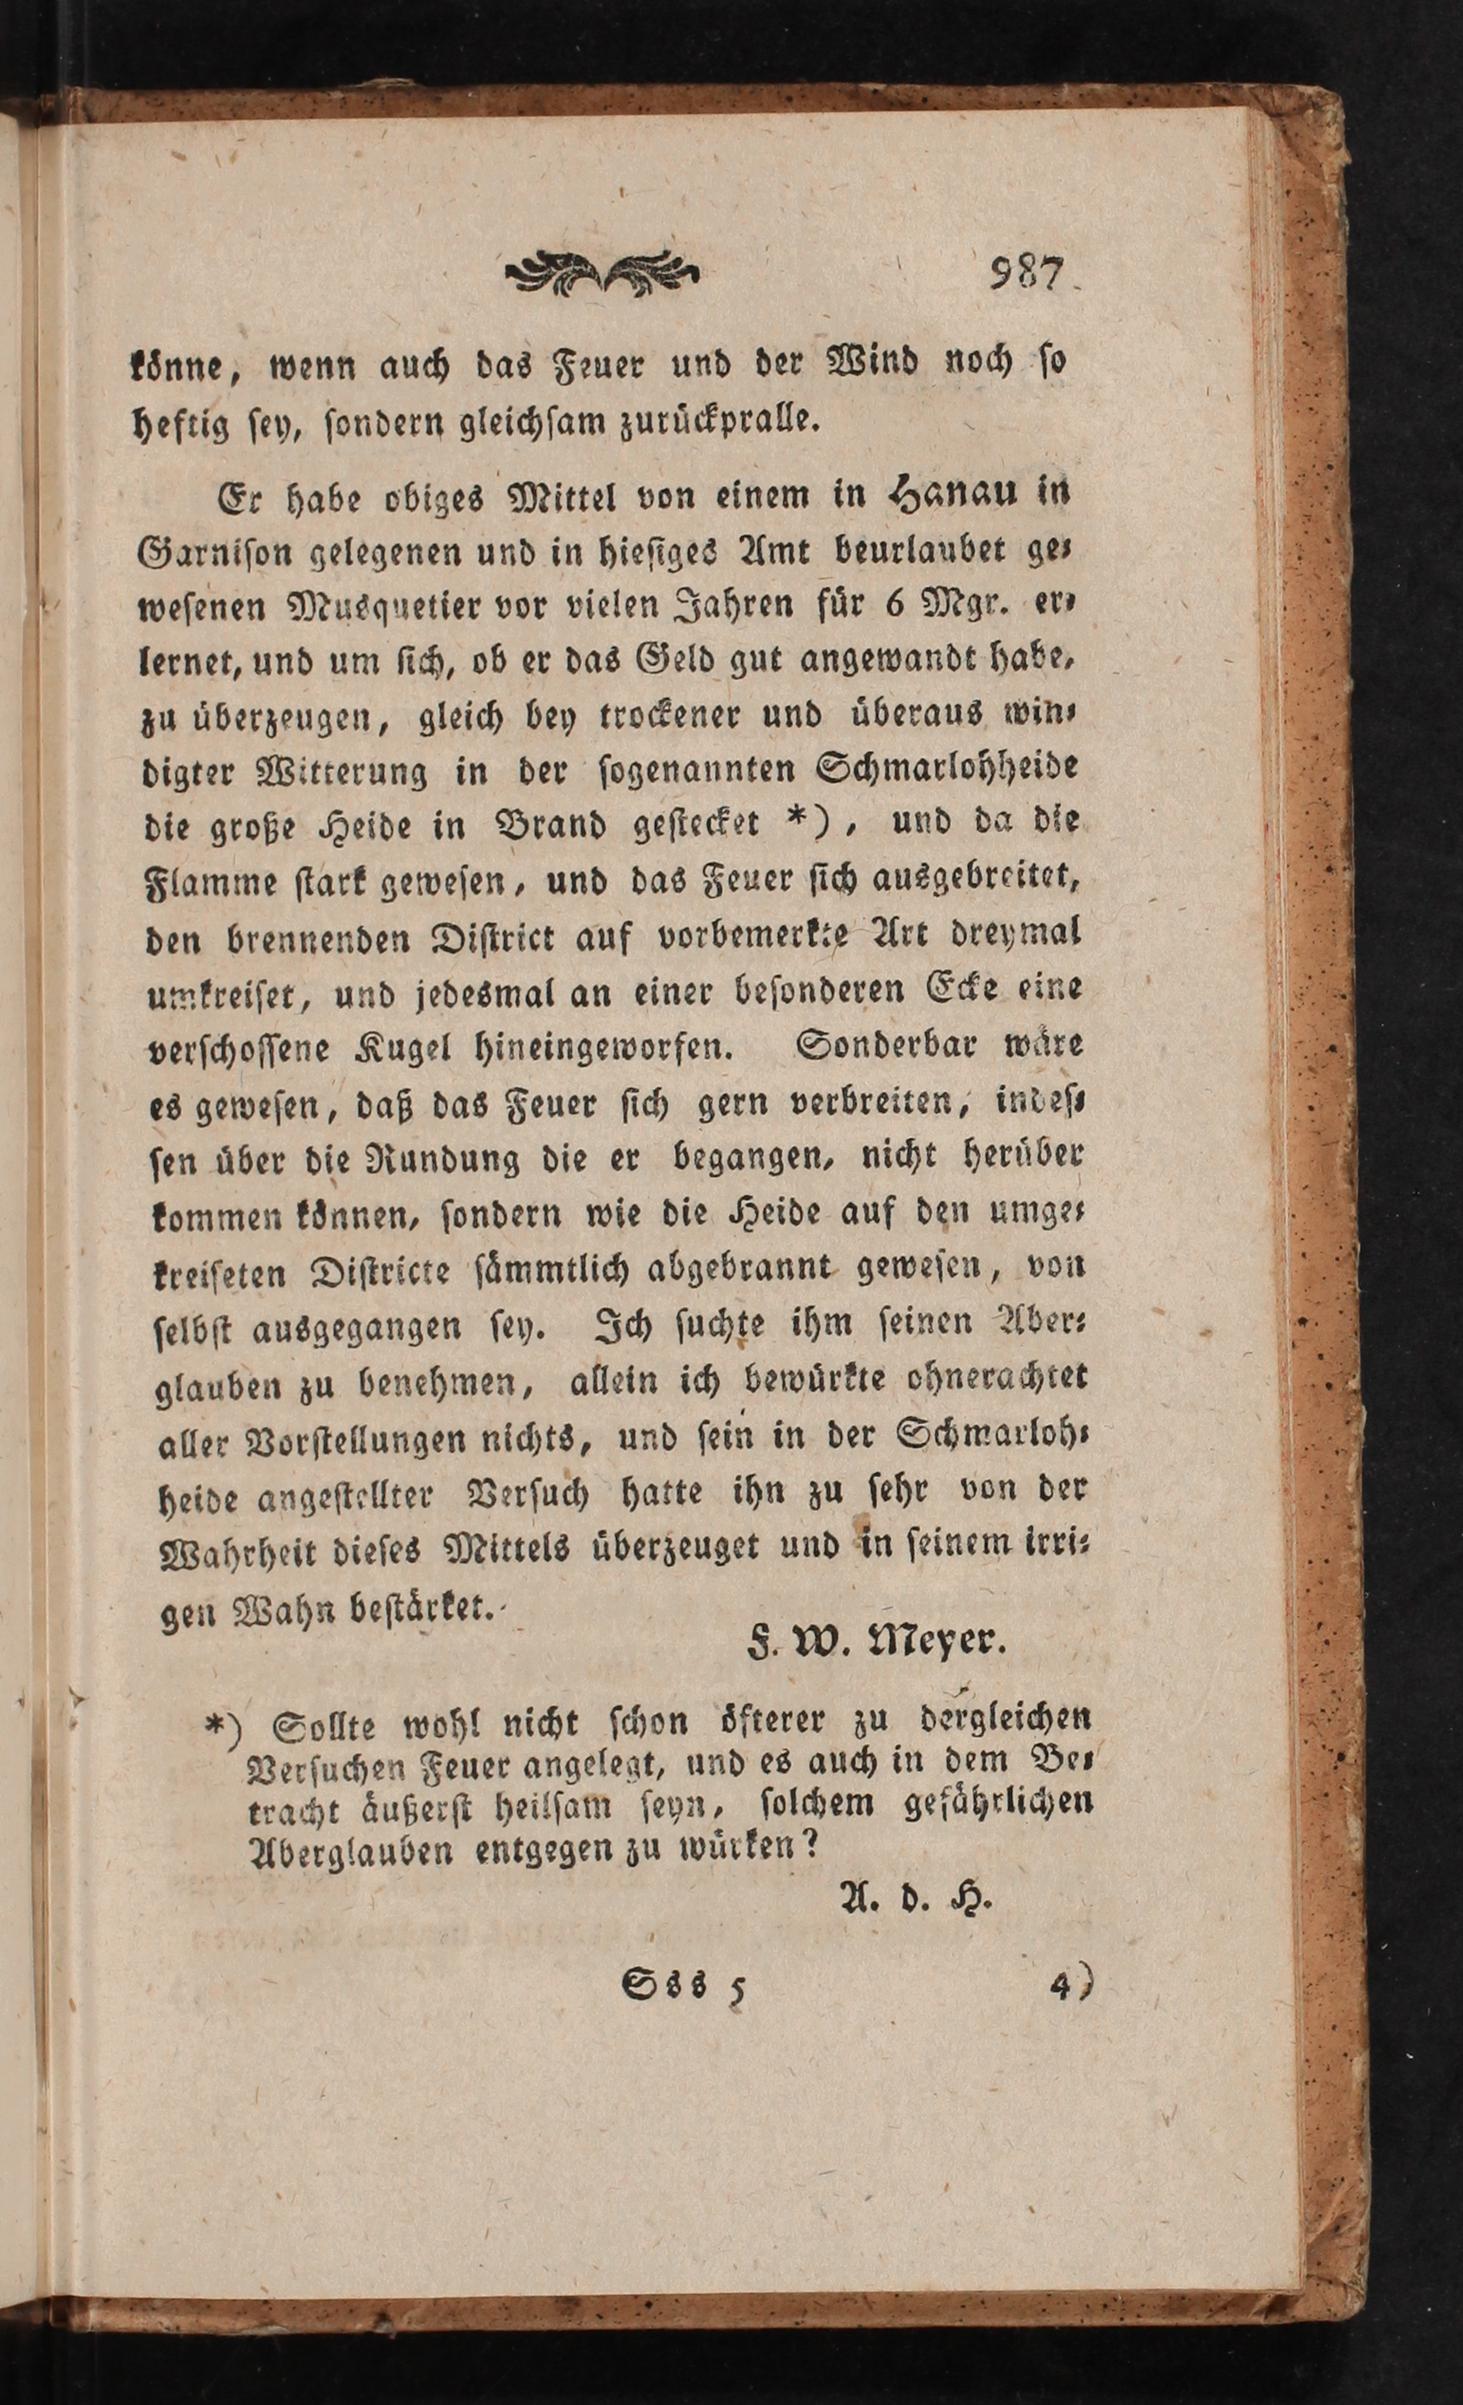 987
könne, wenn auch das Feuer und der Wind noch ſo
heftig ſey, ſondern gleichſam zurückpralle.
Er habe obiges Mittel von einem in Hanau in
Garniſon gelegenen und in hieſiges Amt beurlaubet ge⸗
weſenen Musquetier vor vielen Jahren für 6 Mgr. er⸗
lernet, und um ſich, ob er das Geld gut angewandt habe,
zu überzeugen, gleich bey trockener und überaus win⸗
digter Witterung in der ſogenannten Schmarlohheide
die große Heide in Brand geſtecket *), und da die
Flamme ſtark geweſen, und das Feuer ſich ausgebreitet,
den brennenden Diſtrict auf vorbemerkte Art dreymal
umkreiſet, und jedesmal an einer beſonderen Ecke eine
verſchoſſene Kugel hineingeworfen. Sonderbar wäre
es geweſen, daß das Feuer ſich gern verbreiten, indeſ⸗
ſen über die Rundung die er begangen, nicht herüber
kommen können, ſondern wie die Heide auf den umge⸗
kreiſeten Diſtricte ſämmtlich abgebrannt geweſen, von
ſelbſt ausgegangen ſey. Ich ſuchte ihm ſeinen Aber⸗
glauben zu benehmen, allein ich bewürkte ohnerachtet
aller Vorſtellungen nichts, und ſein in der Schmarloh⸗
heide angeſtellter Verſuch hatte ihn zu ſehr von der
Wahrheit dieſes Mittels überzeuget und in ſeinem irri⸗
gen Wahn beſtärket.
F. W. Meyer.
*) Sollte wohl nicht ſchon öfterer zu dergleichen
Verſuchen Feuer angelegt, und es auch in dem Be⸗
tracht äußerſt heilſam ſeyn, ſolchem gefährlichen
Aberglauben entgegen zu würken?
A. d. H.
Sss 5 4)